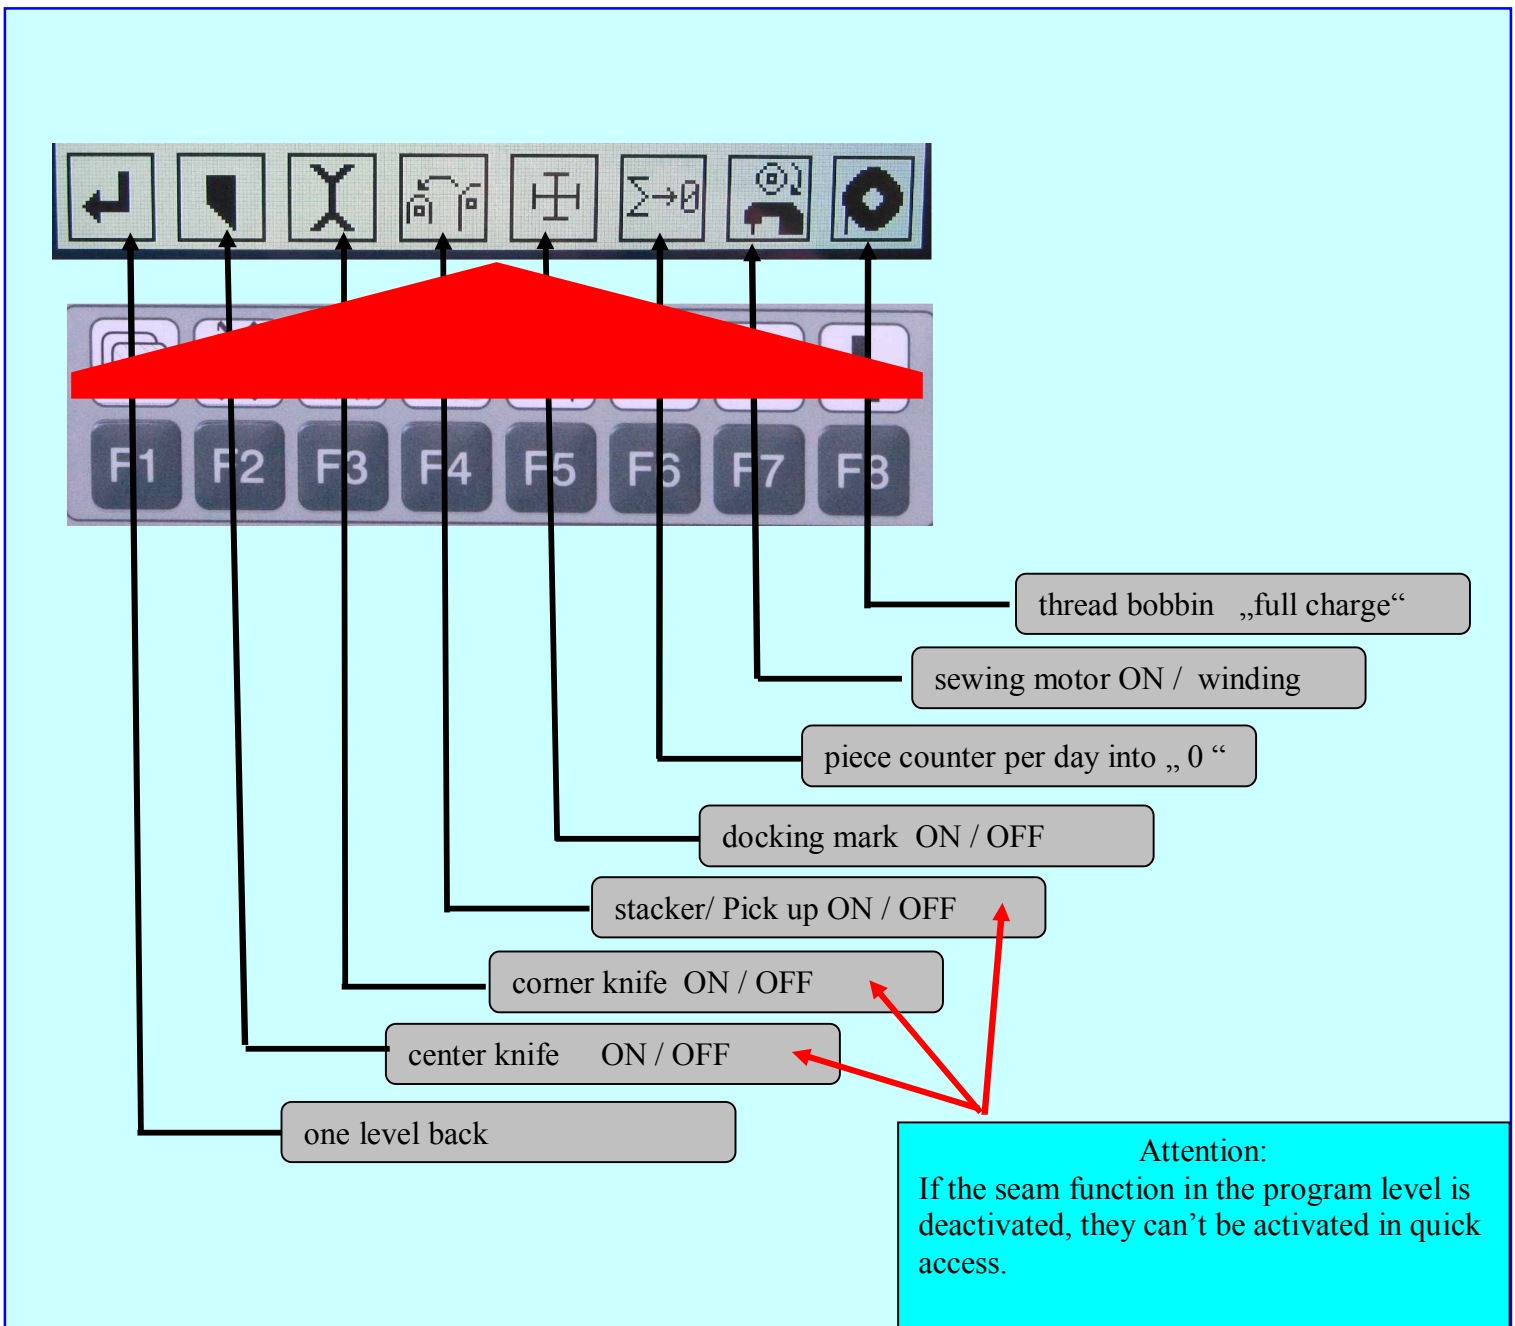 Σ→0
F1 F2 F3 F4 F5 F6 F7 F8
thread bobbin „full charge“
sewing motor ON / winding
piece counter per day into „ 0 “
docking mark ON / OFF
stacker/ Pick up ON / OFF
corner knife ON / OFF
center knife ON / OFF
one level back
Attention:
If the seam function in the program level is
deactivated, they can’t be activated in quick
access.